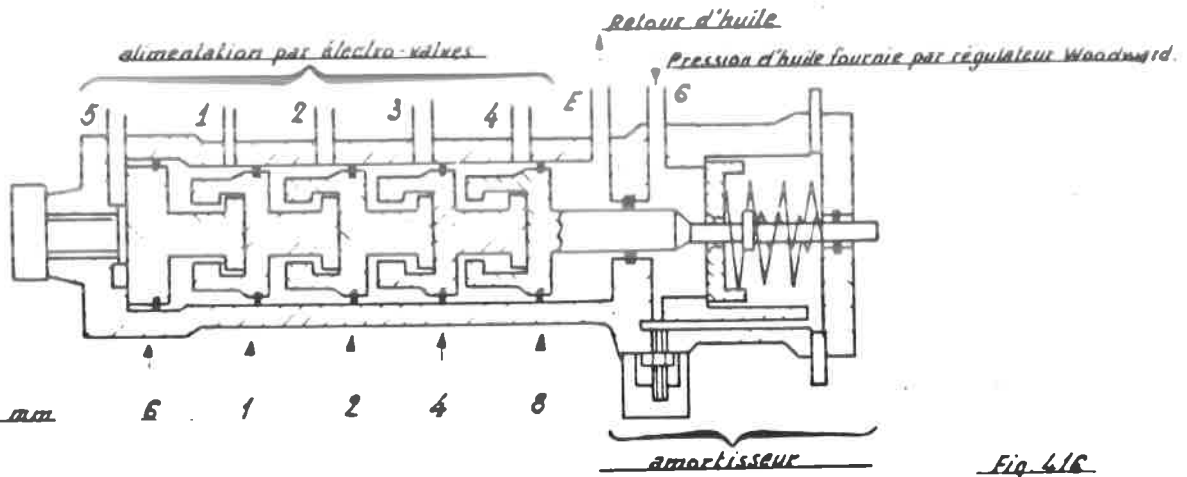 Retour d'huile
alimentation par électro-valves
Pression d'huile fournie par régulateur Woodward.
5 1 2 3 4 E 6
mm 6 1 2 4 8
amortisseur
Fig. 416